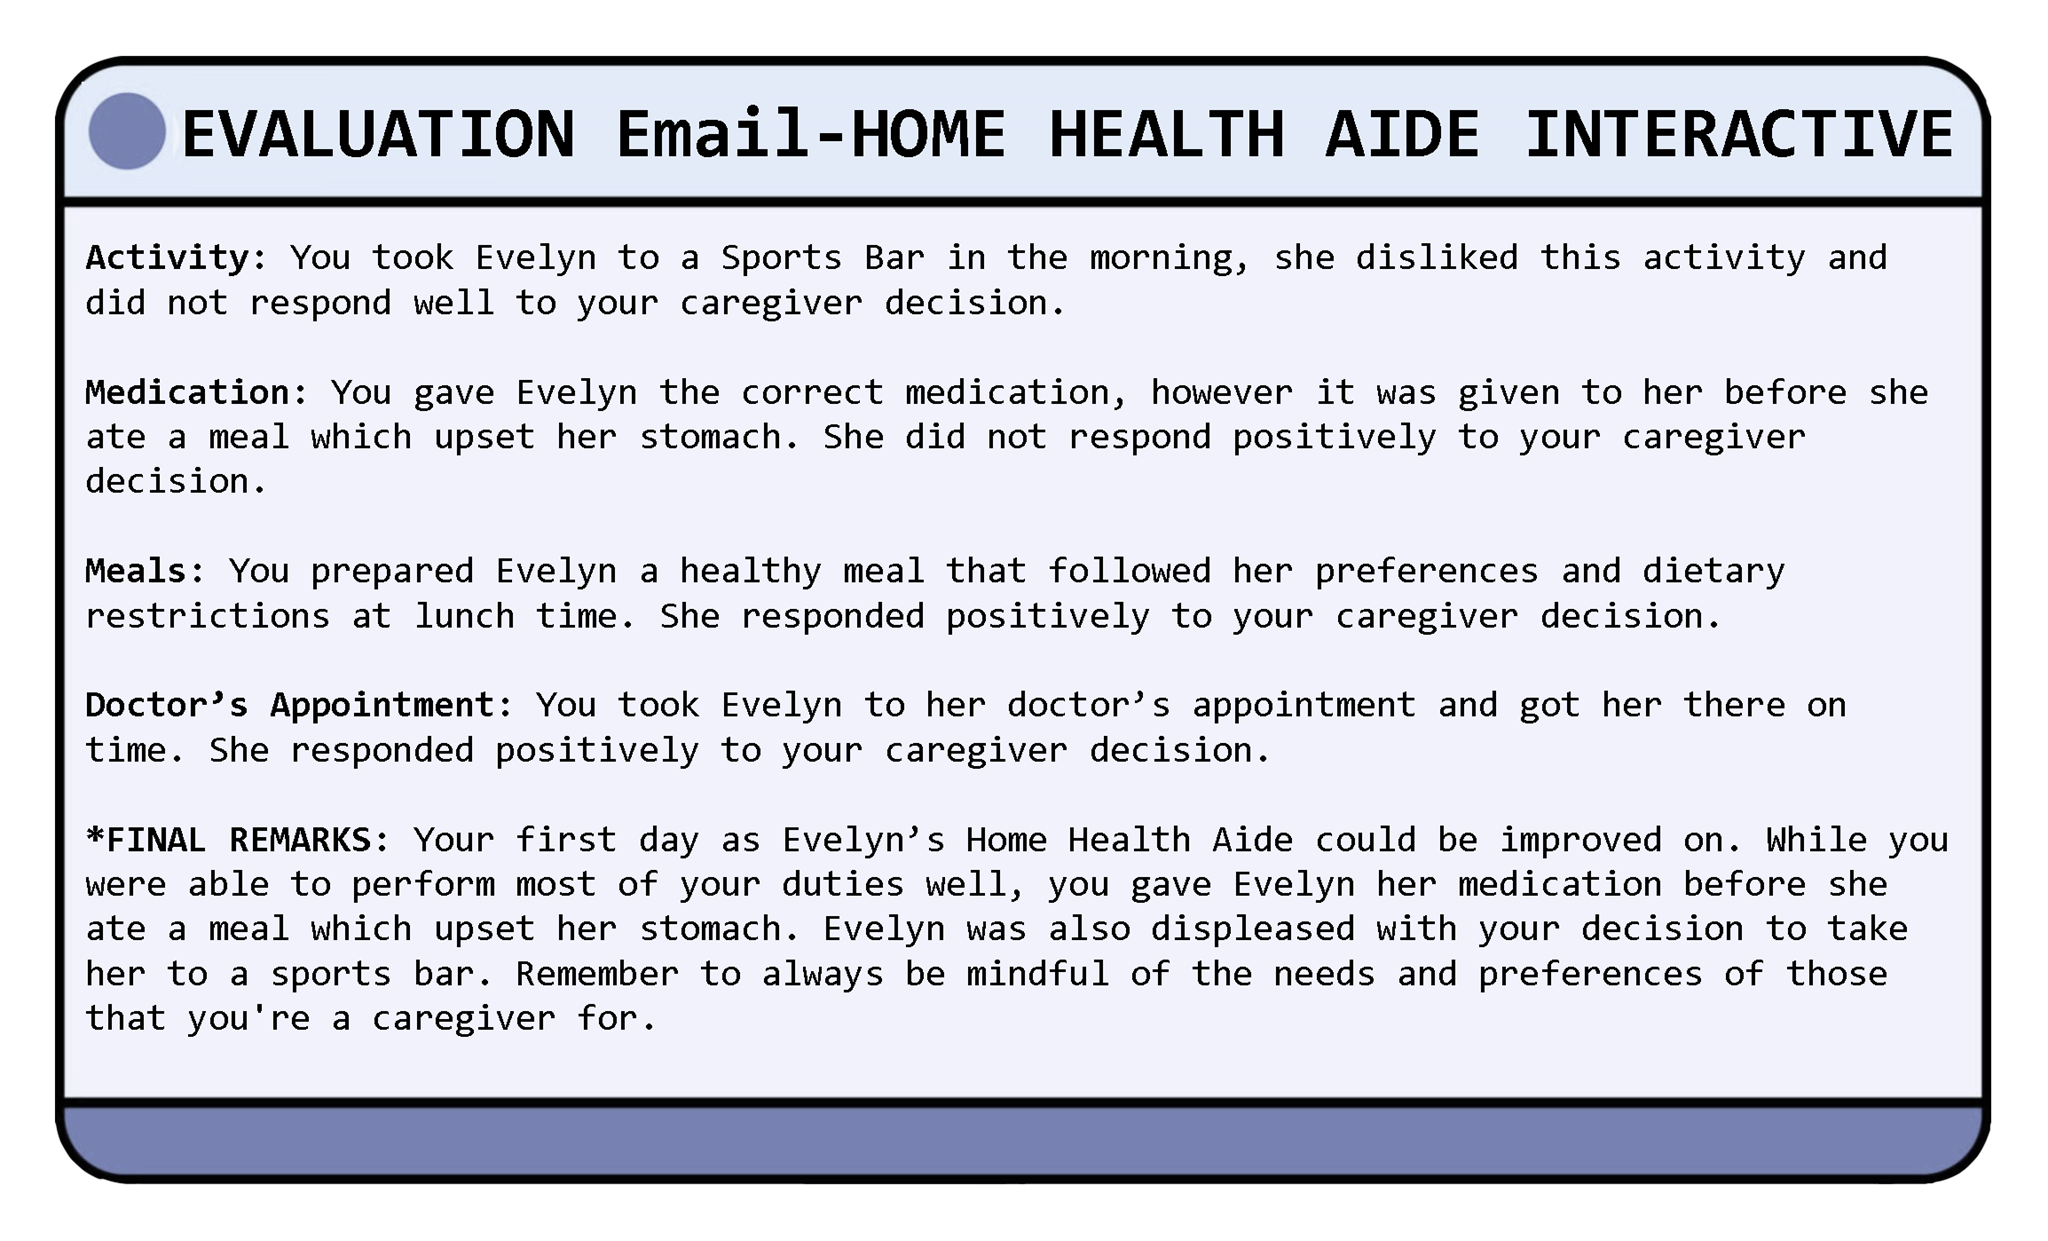 EVALUATION Email-HOME HEALTH AIDE INTERACTIVE
Activity: You took Evelyn to a Sports Bar in the morning, she disliked this activity and
did not respond well to your caregiver decision.
Medication: You gave Evelyn the correct medication, however it was given to her before she
ate a meal which upset her stomach. She did not respond positively to your caregiver
decision.
Meals: You prepared Evelyn a healthy meal that followed her preferences and dietary
restrictions at lunch time. She responded positively to your caregiver decision.
Doctor’s Appointment: You took Evelyn to her doctor’s appointment and got her there on
time. She responded positively to your caregiver decision.
*FINAL REMARKS: Your first day as Evelyn’s Home Health Aide could be improved on. While you
were able to perform most of your duties well, you gave Evelyn her medication before she
ate a meal which upset her stomach. Evelyn was also displeased with your decision to take
her to a sports bar. Remember to always be mindful of the needs and preferences of those
that you're a caregiver for.